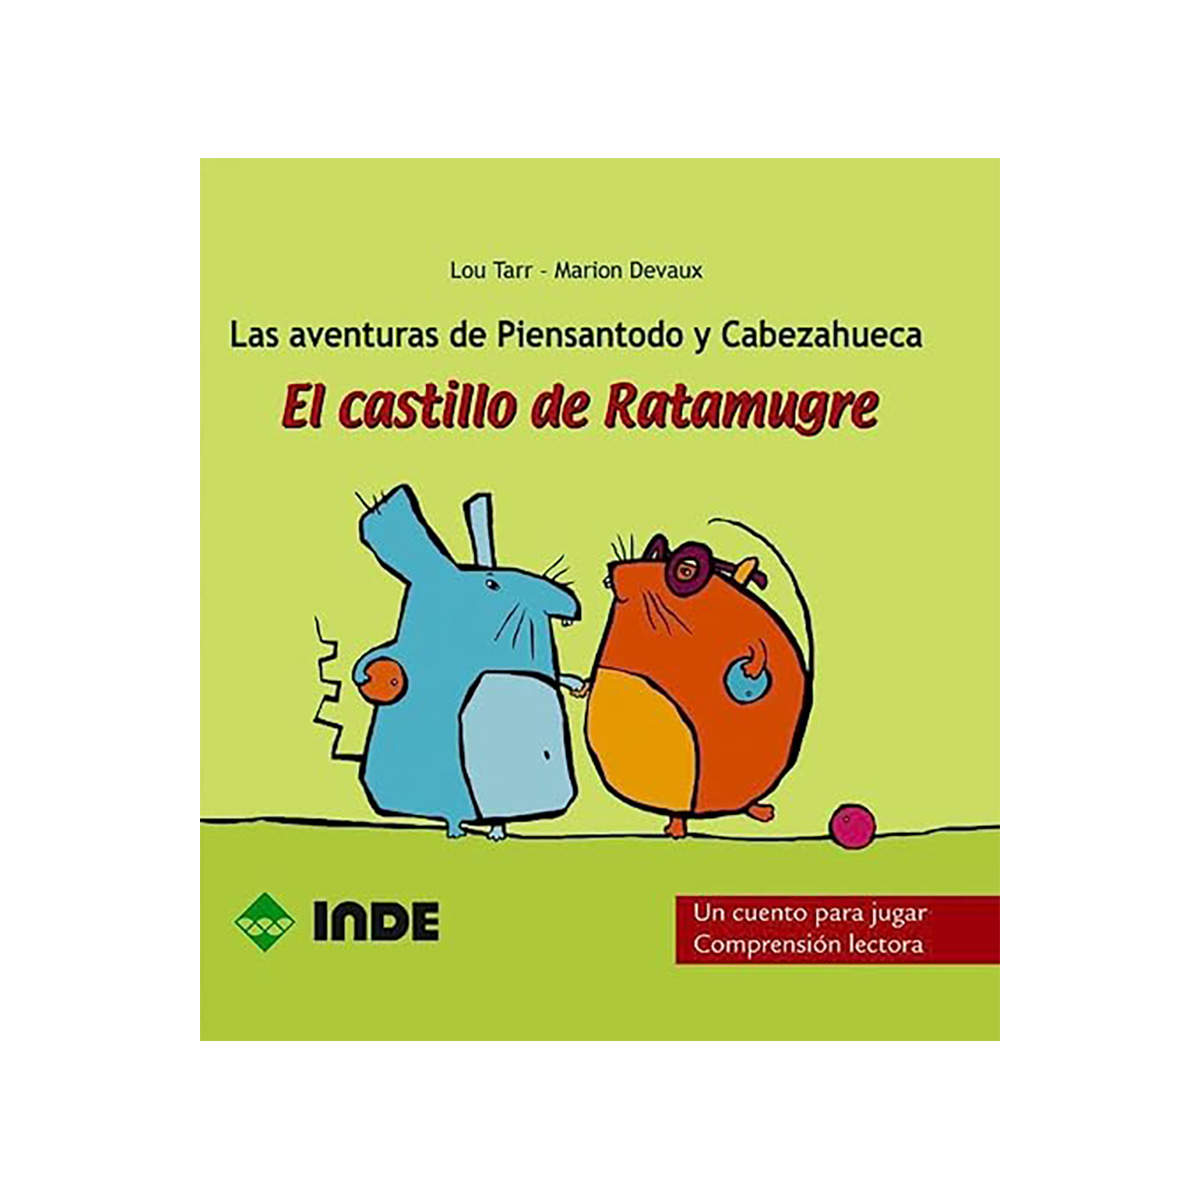 Lou Tarr - Marion Devaux
Las aventuras de Piensantodo y Cabezahueca
El castillo de Ratamugre
INDE
Un cuento para jugar
Comprensión lectora